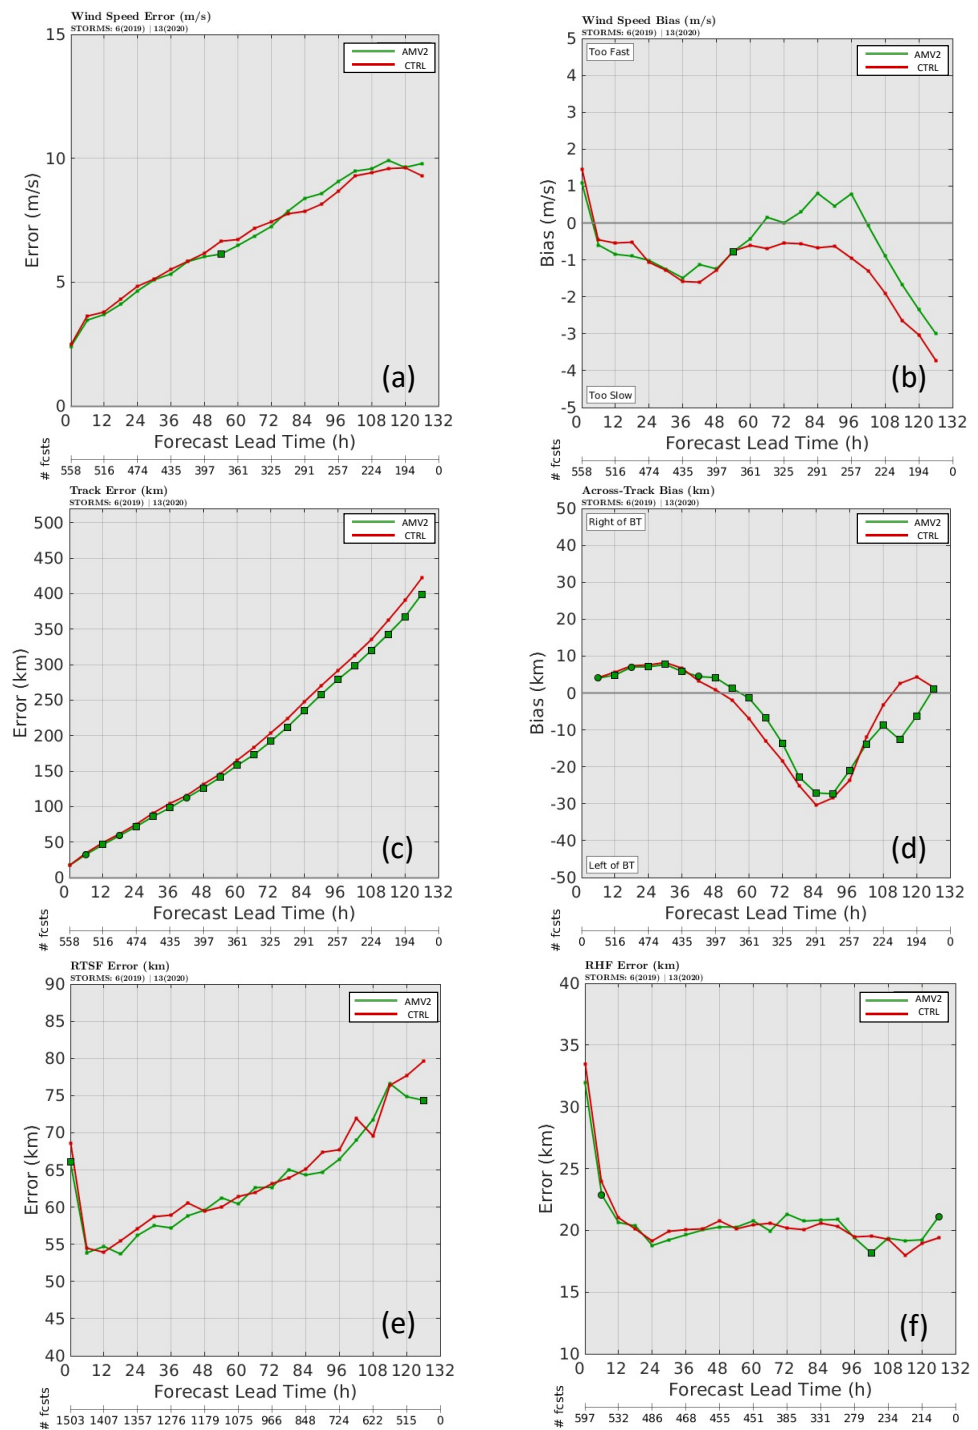 Wind Speed Error (m/s)
STORMS: 6(2019) | 13(2020)
AMV2
CTRL
15
10
5
0
Error (m/s)
(a)
0 12 24 36 48 60 72 84 96 108 120 132
Forecast Lead Time (h)
# fcsts
558 516 474 435 397 361 325 291 257 224 194 0
Wind Speed Bias (m/s)
STORMS: 6(2019) | 13(2020)
Too Fast
AMV2
CTRL
5
4
3
2
1
0
-1
-2
-3
-4
-5
Bias (m/s)
(b)
Too Slow
0 12 24 36 48 60 72 84 96 108 120 132
Forecast Lead Time (h)
# fcsts
558 516 474 435 397 361 325 291 257 224 194 0
Track Error (km)
STORMS: 6(2019) | 13(2020)
AMV2
CTRL
500
450
400
350
300
250
200
150
100
50
0
Error (km)
(c)
0 12 24 36 48 60 72 84 96 108 120 132
Forecast Lead Time (h)
# fcsts
558 516 474 435 397 361 325 291 257 224 194 0
Across-Track Bias (km)
STORMS: 6(2019) | 13(2020)
Right of BT
AMV2
CTRL
50
40
30
20
10
0
-10
-20
-30
-40
-50
Bias (km)
(d)
Left of BT
0 12 24 36 48 60 72 84 96 108 120 132
Forecast Lead Time (h)
# fcsts
0 516 474 435 397 361 325 291 257 224 194 0
RTSF Error (km)
STORMS: 6(2019) | 13(2020)
AMV2
CTRL
90
85
80
75
70
65
60
55
50
45
40
Error (km)
(e)
0 12 24 36 48 60 72 84 96 108 120 132
Forecast Lead Time (h)
# fcsts
1503 1407 1357 1276 1179 1075 966 848 724 622 515 0
RHF Error (km)
STORMS: 6(2019) | 13(2020)
AMV2
CTRL
40
35
30
25
20
15
10
Error (km)
(f)
0 12 24 36 48 60 72 84 96 108 120 132
Forecast Lead Time (h)
# fcsts
597 532 486 468 455 451 385 331 279 234 214 0